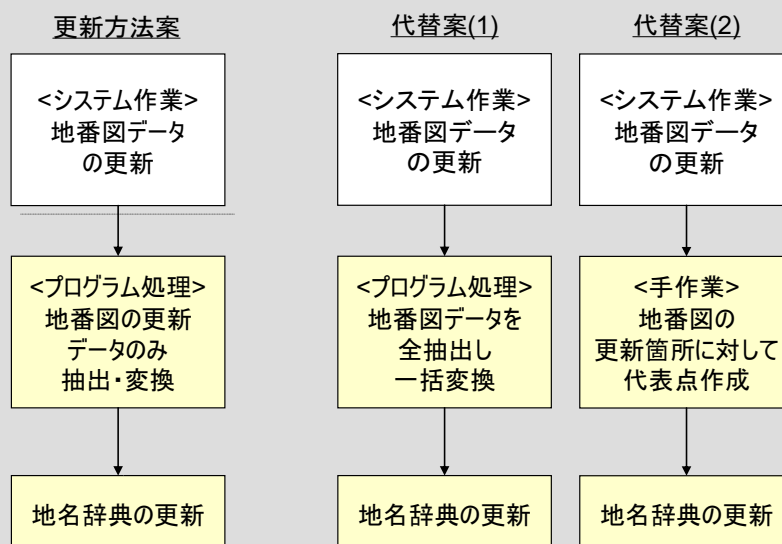 更新方法案
<システム作業>
地番図データ
の更新
<プログラム処理>
地番図の更新
データのみ
抽出・変換
地名辞典の更新
代替案(1)
<システム作業>
地番図データ
の更新
<プログラム処理>
地番図データを
全抽出し
一括変換
地名辞典の更新
代替案(2)
<システム作業>
地番図データ
の更新
<手作業>
地番図の
更新箇所に対して
代表点作成
地名辞典の更新